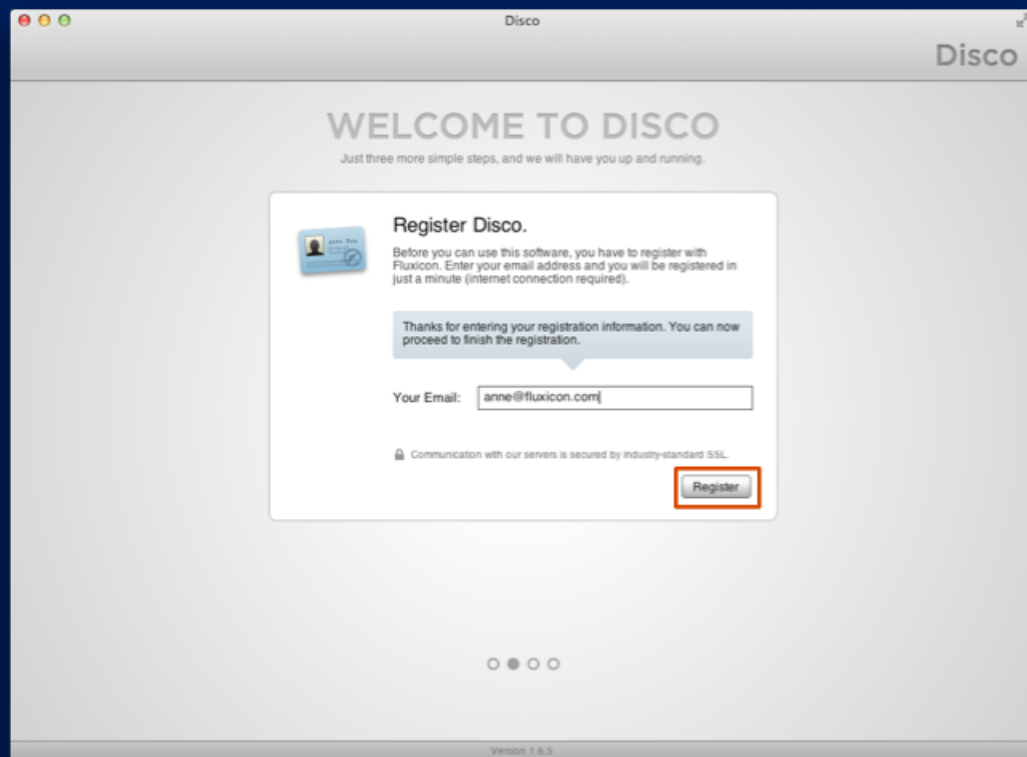 Disco
Disco
WELCOME TO DISCO
Just three more simple steps, and we will have you up and running.
Register Disco.
Before you can use this software, you have to register with
Fluxicon. Enter your email address and you will be registered in
just a minute (internet connection required).
Thanks for entering your registration information. You can now
proceed to finish the registration.
Your Email: anne@fluxicon.com
Communication with our servers is secured by industry-standard SSL.
Register
Version 1.6.5